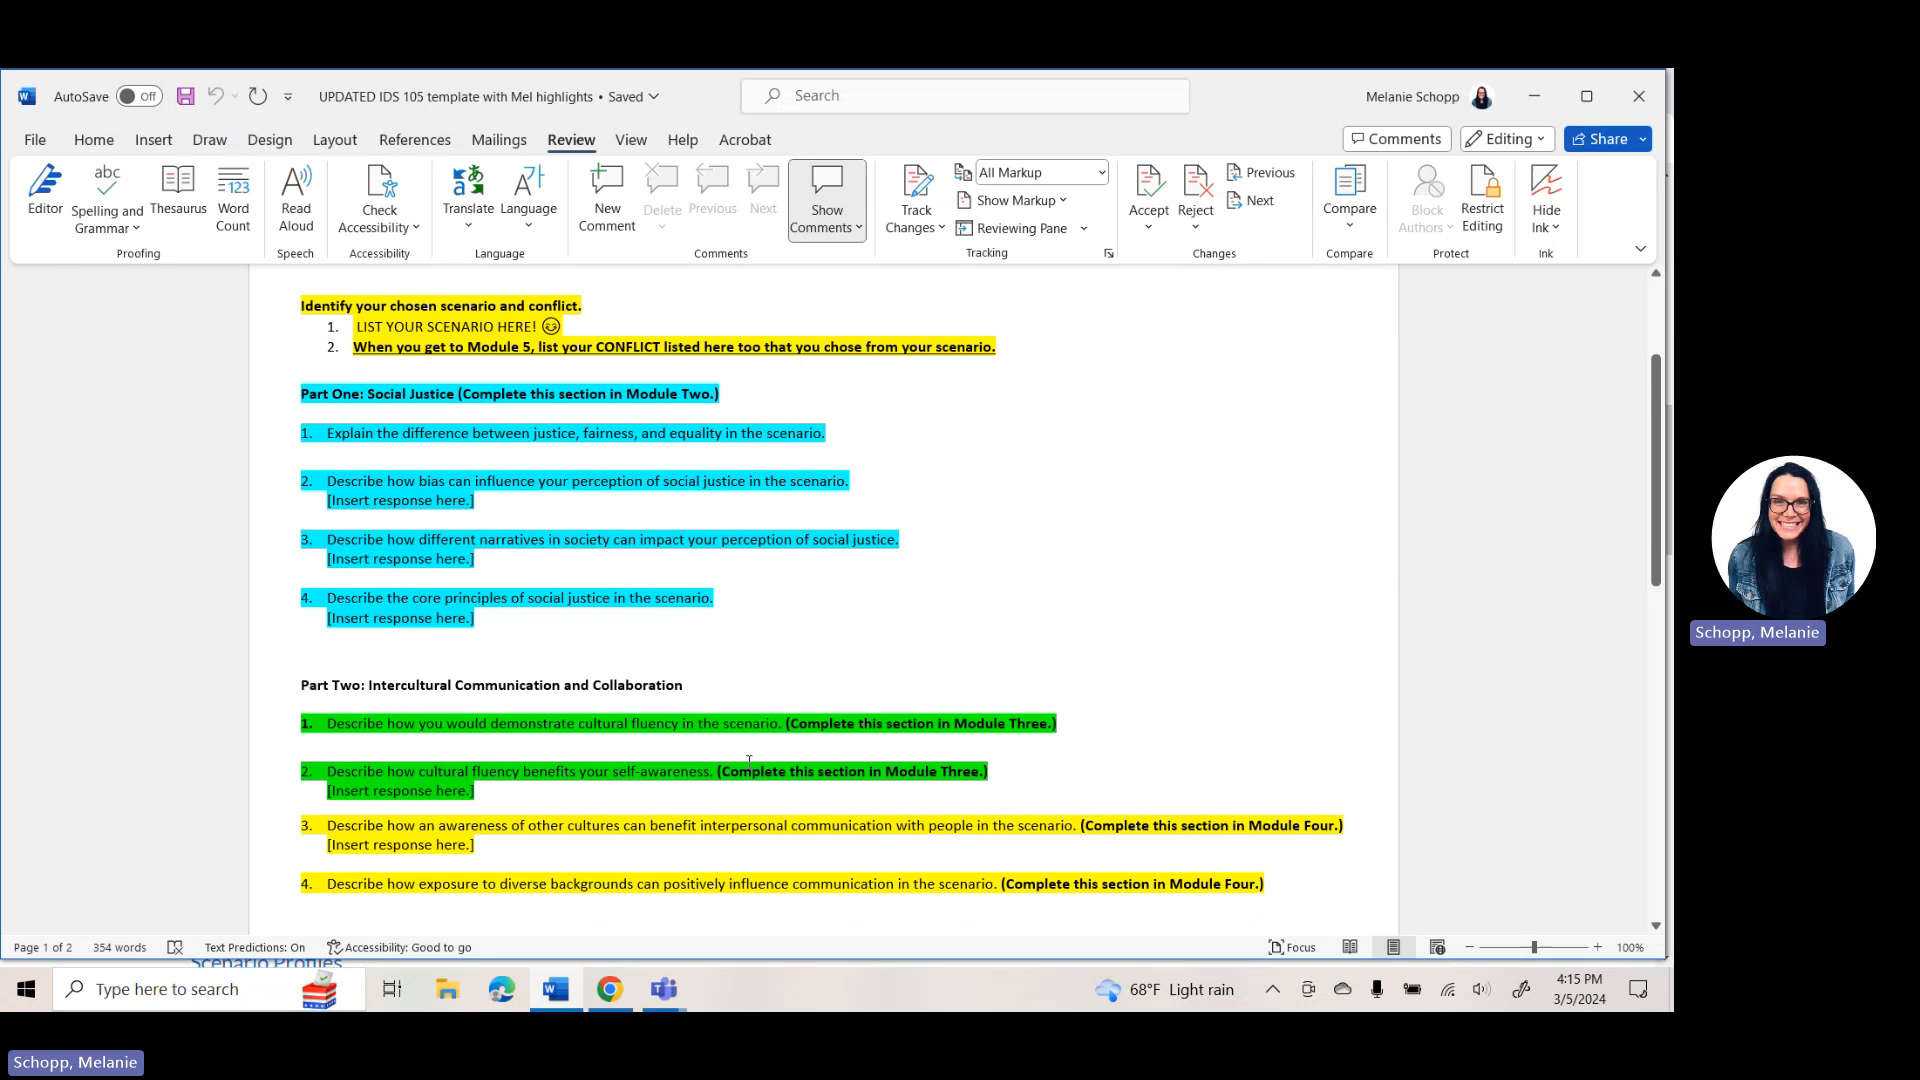 AutoSave Off UPDATED IDS 105 template with Mel highlights • Saved Search Melanie Schopp
File Home Insert Draw Design Layout References Mailings Review View Help Acrobat Comments Editing Share
Editor
Spelling and Grammar
Thesaurus
Word Count
Proofing
Read Aloud
Speech
Check Accessibility
Accessibility
Translate
Language
Language
New Comment
Delete
Previous
Next
Show Comments
Comments
Track Changes
All Markup
Show Markup
Reviewing Pane
Tracking
Accept
Reject
Previous
Next
Changes
Compare
Compare
Block Authors
Restrict Editing
Protect
Hide Ink
Ink
Identify your chosen scenario and conflict.
1. LIST YOUR SCENARIO HERE! 😊
2. When you get to Module 5, list your CONFLICT listed here too that you chose from your scenario.
Part One: Social Justice (Complete this section in Module Two.)
1. Explain the difference between justice, fairness, and equality in the scenario.
2. Describe how bias can influence your perception of social justice in the scenario.
[Insert response here.]
3. Describe how different narratives in society can impact your perception of social justice.
[Insert response here.]
4. Describe the core principles of social justice in the scenario.
[Insert response here.]
Part Two: Intercultural Communication and Collaboration
1. Describe how you would demonstrate cultural fluency in the scenario. (Complete this section in Module Three.)
2. Describe how cultural fluency benefits your self-awareness. (Complete this section in Module Three.)
[Insert response here.]
3. Describe how an awareness of other cultures can benefit interpersonal communication with people in the scenario. (Complete this section in Module Four.)
[Insert response here.]
4. Describe how exposure to diverse backgrounds can positively influence communication in the scenario. (Complete this section in Module Four.)
Page 1 of 2 354 words Text Predictions: On Accessibility: Good to go Focus 100%
Scenario Profiles
Type here to search 68°F Light rain 4:15 PM
3/5/2024
Schopp, Melanie
Schopp, Melanie